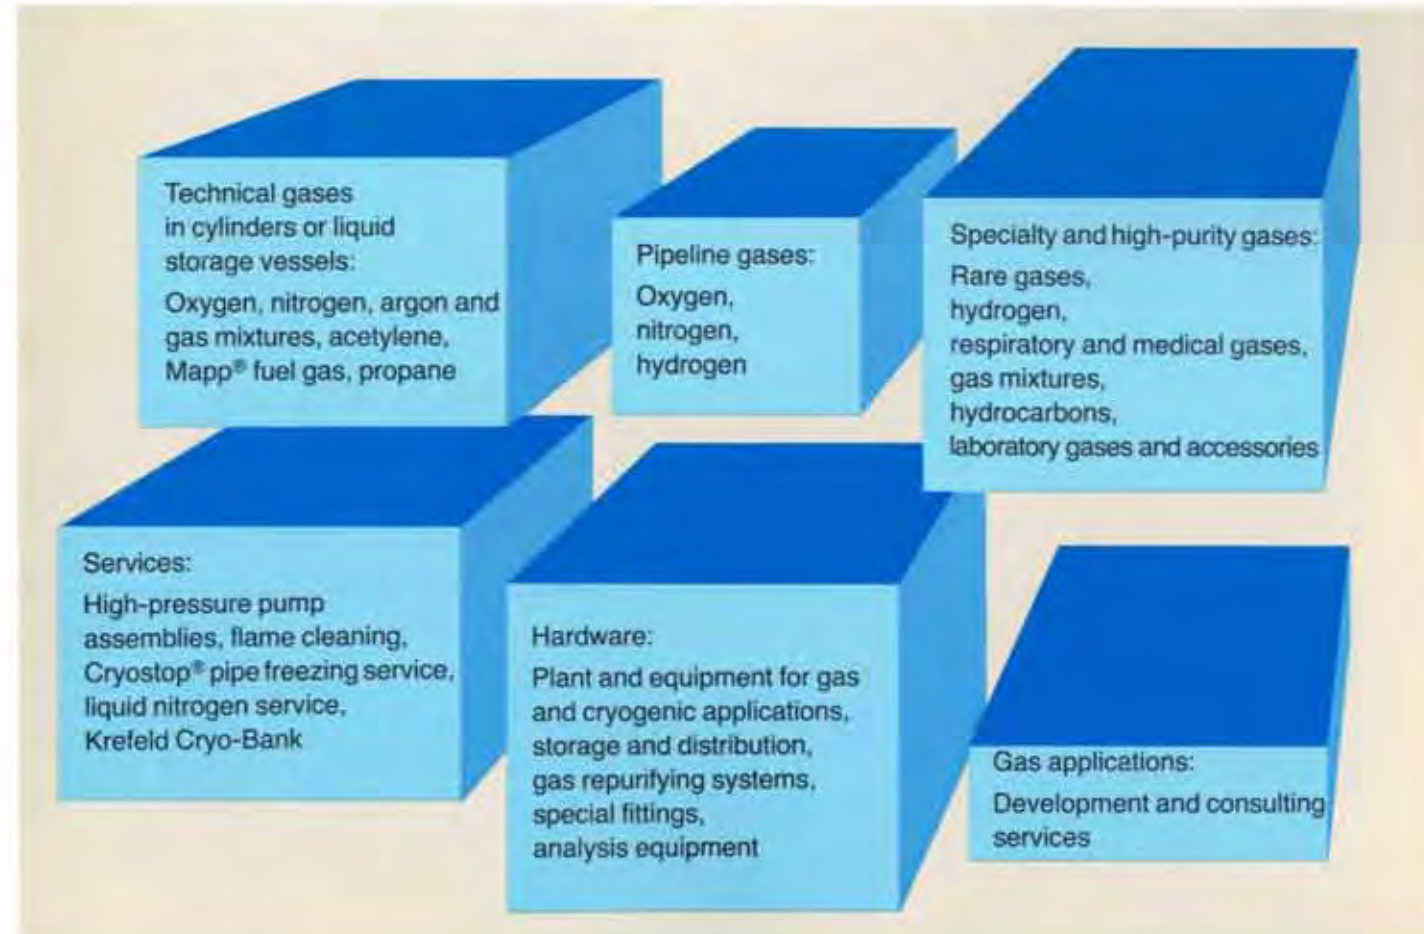 Technical gases
in cylinders or liquid
storage vessels:
Oxygen, nitrogen, argon and
gas mixtures, acetylene,
Mapp® fuel gas, propane
Pipeline gases:
Oxygen,
nitrogen,
hydrogen
Specialty and high-purity gases:
Rare gases,
hydrogen,
respiratory and medical gases,
gas mixtures,
hydrocarbons,
laboratory gases and accessories
Services:
High-pressure pump
assemblies, flame cleaning,
Cryostop® pipe freezing service,
liquid nitrogen service,
Krefeld Cryo-Bank
Hardware:
Plant and equipment for gas
and cryogenic applications,
storage and distribution,
gas repurifying systems,
special fittings,
analysis equipment
Gas applications:
Development and consulting
services